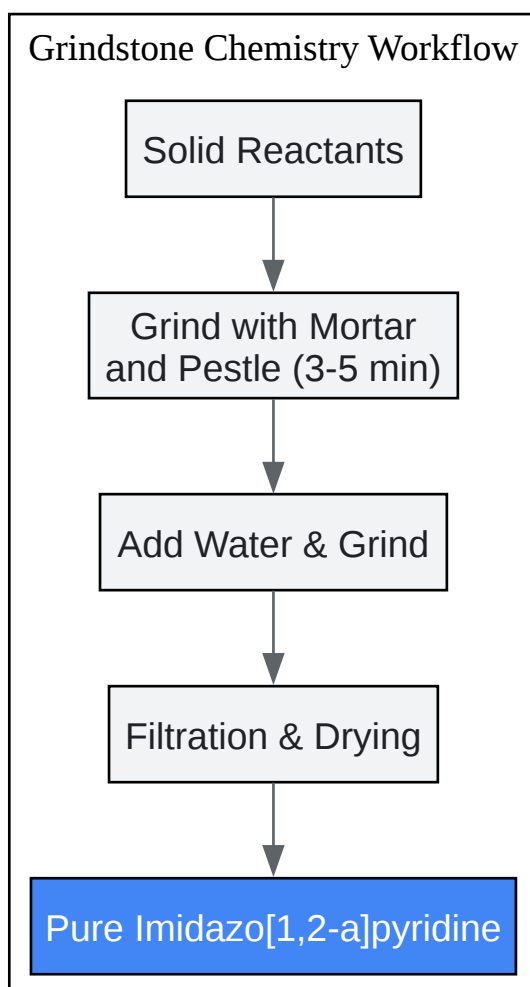 Grindstone Chemistry Workflow
Solid Reactants
Grind with Mortar
and Pestle (3-5 min)
Add Water & Grind
Filtration & Drying
Pure Imidazo[1,2-a]pyridine